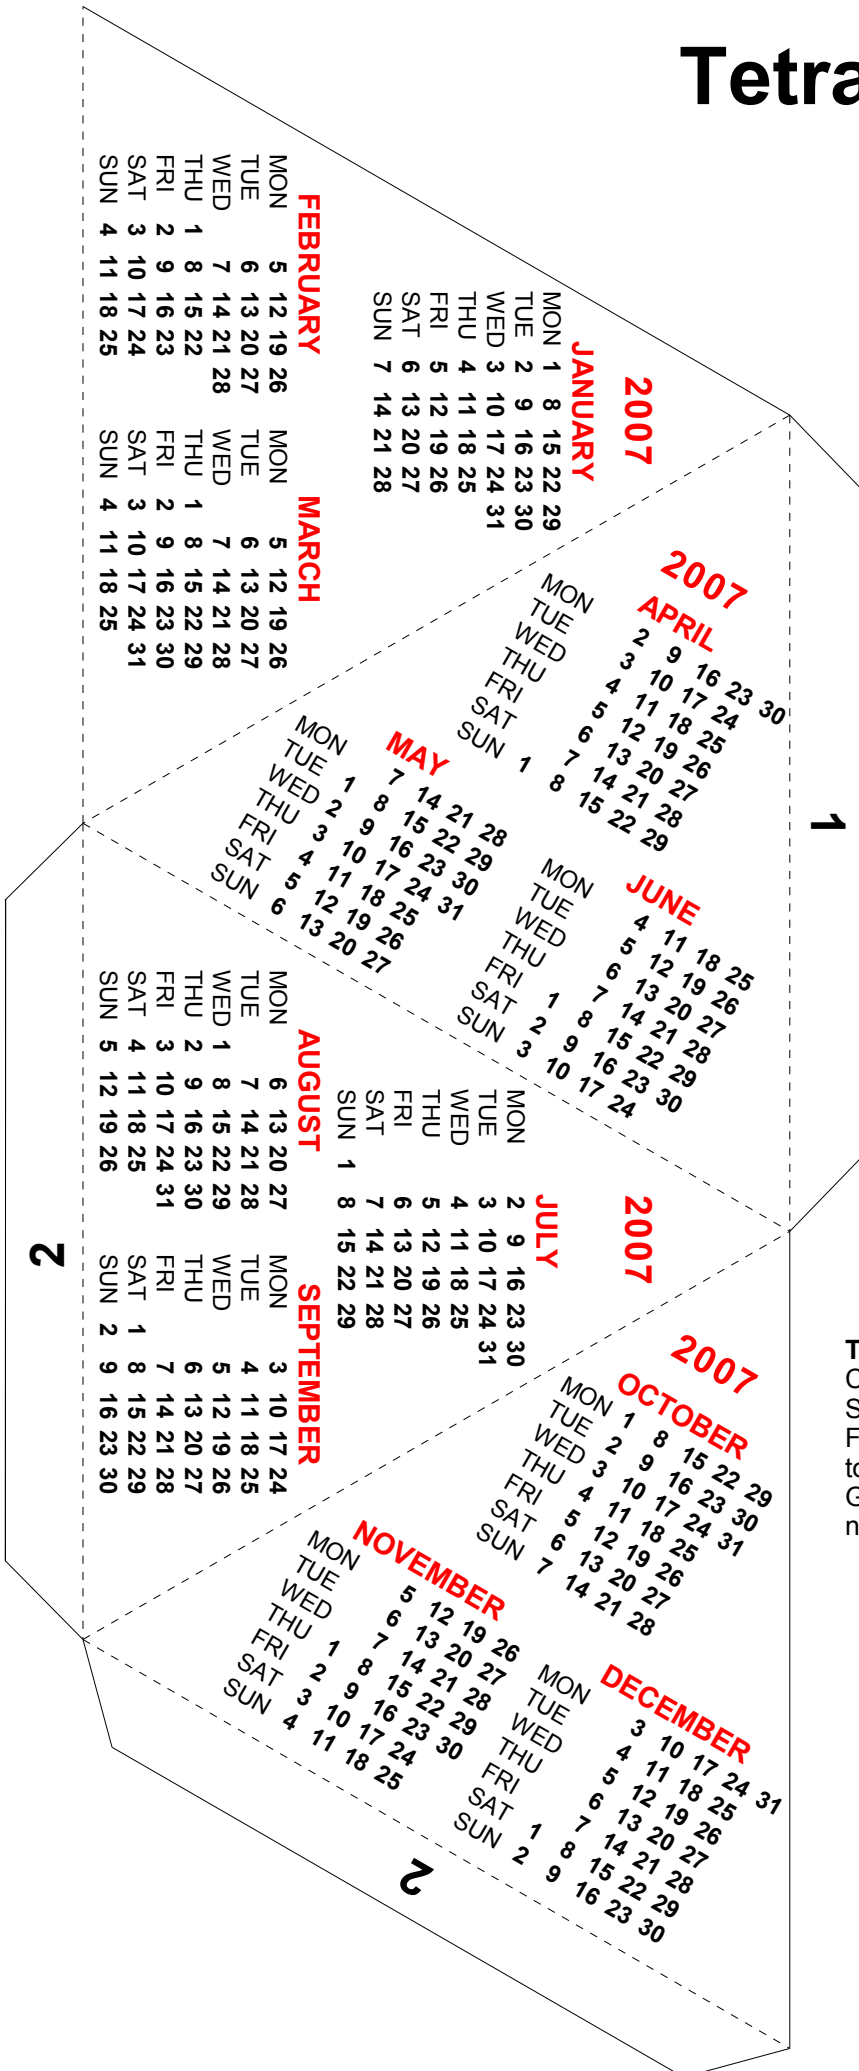 Tetra
2007
JANUARY
MON 1 8 15 22 29
TUE 2 9 16 23 30
WED 3 10 17 24 31
THU 4 11 18 25
FRI 5 12 19 26
SAT 6 13 20 27
SUN 7 14 21 28
FEBRUARY
MON 5 12 19 26
TUE 6 13 20 27
WED 7 14 21 28
THU 1 8 15 22
FRI 2 9 16 23
SAT 3 10 17 24
SUN 4 11 18 25
MARCH
MON 5 12 19 26
TUE 6 13 20 27
WED 7 14 21 28
THU 1 8 15 22 29
FRI 2 9 16 23 30
SAT 3 10 17 24 31
SUN 4 11 18 25
2007
APRIL
MON 2 9 16 23 30
TUE 3 10 17 24
WED 4 11 18 25
THU 5 12 19 26
FRI 6 13 20 27
SAT 7 14 21 28
SUN 1 8 15 22 29
MAY
MON 7 14 21 28
TUE 1 8 15 22 29
WED 2 9 16 23 30
THU 3 10 17 24 31
FRI 4 11 18 25
SAT 5 12 19 26
SUN 6 13 20 27
JUNE
MON 4 11 18 25
TUE 5 12 19 26
WED 6 13 20 27
THU 7 14 21 28
FRI 1 8 15 22 29
SAT 2 9 16 23 30
SUN 3 10 17 24
1
2007
JULY
MON 2 9 16 23 30
TUE 3 10 17 24 31
WED 4 11 18 25
THU 5 12 19 26
FRI 6 13 20 27
SAT 7 14 21 28
SUN 1 8 15 22 29
AUGUST
MON 6 13 20 27
TUE 7 14 21 28
WED 1 8 15 22 29
THU 2 9 16 23 30
FRI 3 10 17 24 31
SAT 4 11 18 25
SUN 5 12 19 26
SEPTEMBER
MON 3 10 17 24
TUE 4 11 18 25
WED 5 12 19 26
THU 6 13 20 27
FRI 7 14 21 28
SAT 1 8 15 22 29
SUN 2 9 16 23 30
2
2007
OCTOBER
MON 1 8 15 22 29
TUE 2 9 16 23 30
WED 3 10 17 24 31
THU 4 11 18 25
FRI 5 12 19 26
SAT 6 13 20 27
SUN 7 14 21 28
NOVEMBER
MON 5 12 19 26
TUE 6 13 20 27
WED 7 14 21 28
THU 1 8 15 22 29
FRI 2 9 16 23 30
SAT 3 10 17 24
SUN 4 11 18 25
DECEMBER
MON 3 10 17 24 31
TUE 4 11 18 25
WED 5 12 19 26
THU 6 13 20 27
FRI 7 14 21 28
SAT 1 8 15 22 29
SUN 2 9 16 23 30
2